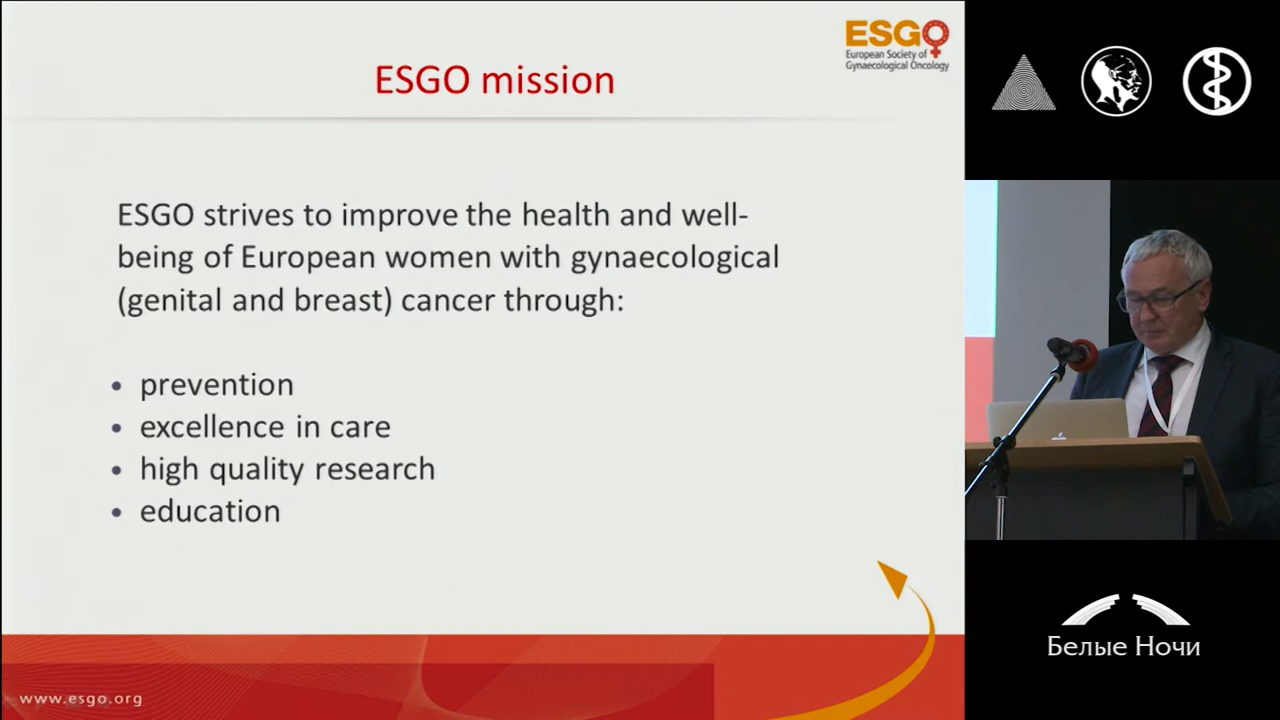 ESGO
European Society of
Gynaecological Oncology
ESGO mission
ESGO strives to improve the health and well-
being of European women with gynaecological
(genital and breast) cancer through:
• prevention
• excellence in care
• high quality research
• education
www.esgo.org
Белые Ночи